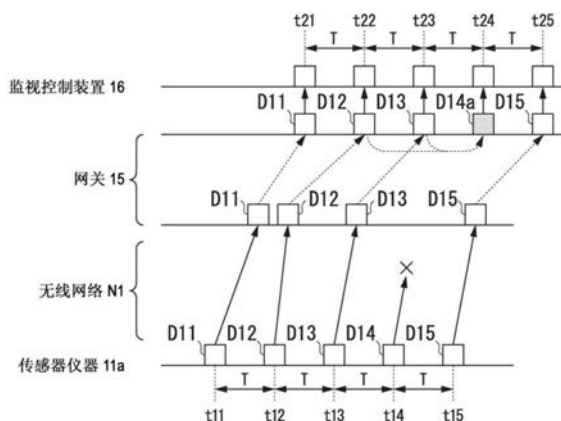 t21 t22 t23 t24 t25
T T T T
监视控制装置 16
D11 D12 D13 D14a D15
网关 15
D11 D12 D13 D15
无线网络 N1
D11 D12 D13 D14 D15
传感器仪器 11a
T T T T
t11 t12 t13 t14 t15